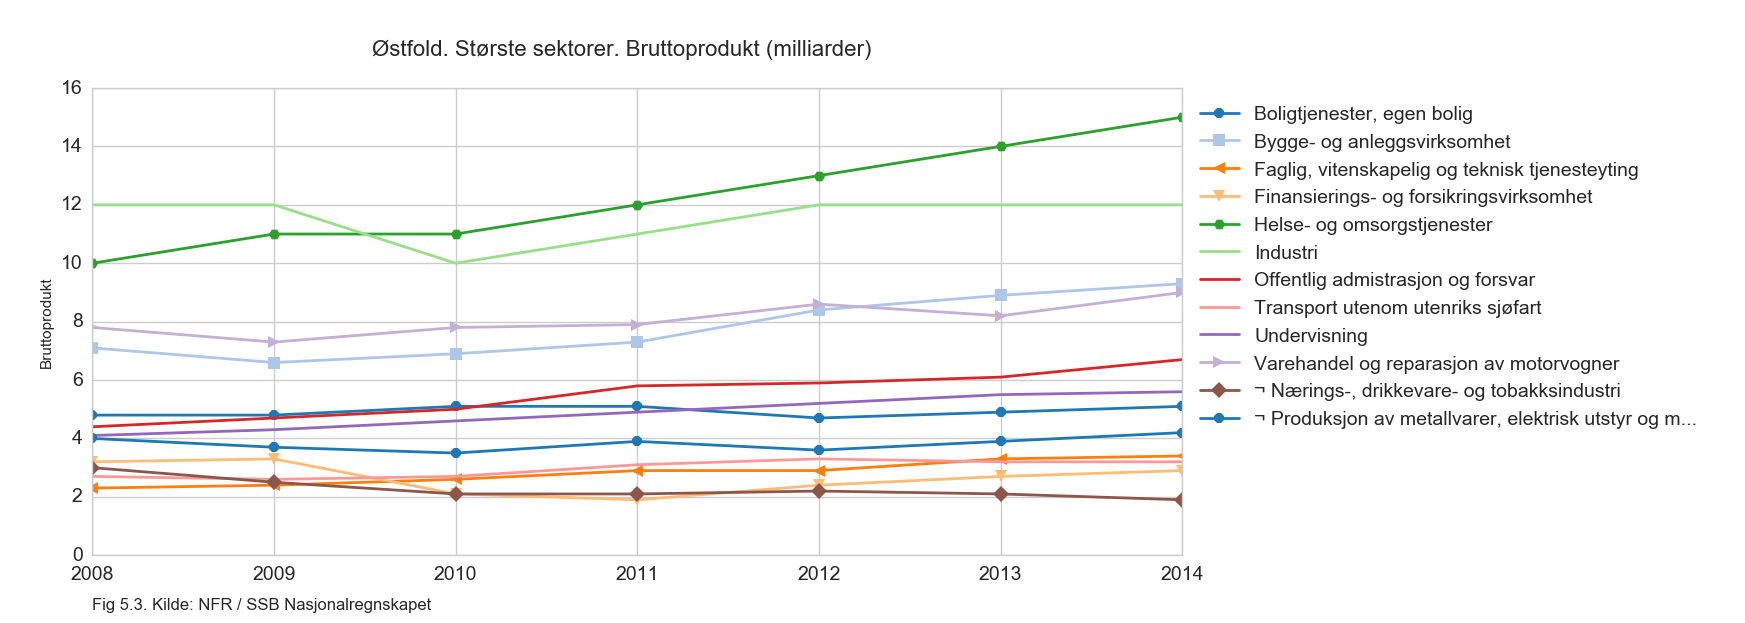 Østfold. Største sektorer. Bruttoprodukt (milliarder)
16
14
12
10
8
6
4
2
0
Bruttoprodukt
2008 2009 2010 2011 2012 2013 2014
Boligtjenester, egen bolig
Bygge- og anleggsvirksomhet
Faglig, vitenskapelig og teknisk tjenesteyting
Finansierings- og forsikringsvirksomhet
Helse- og omsorgstjenester
Industri
Offentlig admistrasjon og forsvar
Transport utenom utenriks sjøfart
Undervisning
Varehandel og reparasjon av motorvogner
¬ Nærings-, drikkevare- og tobakksindustri
¬ Produksjon av metallvarer, elektrisk utstyr og m...
Fig 5.3. Kilde: NFR / SSB Nasjonalregnskapet